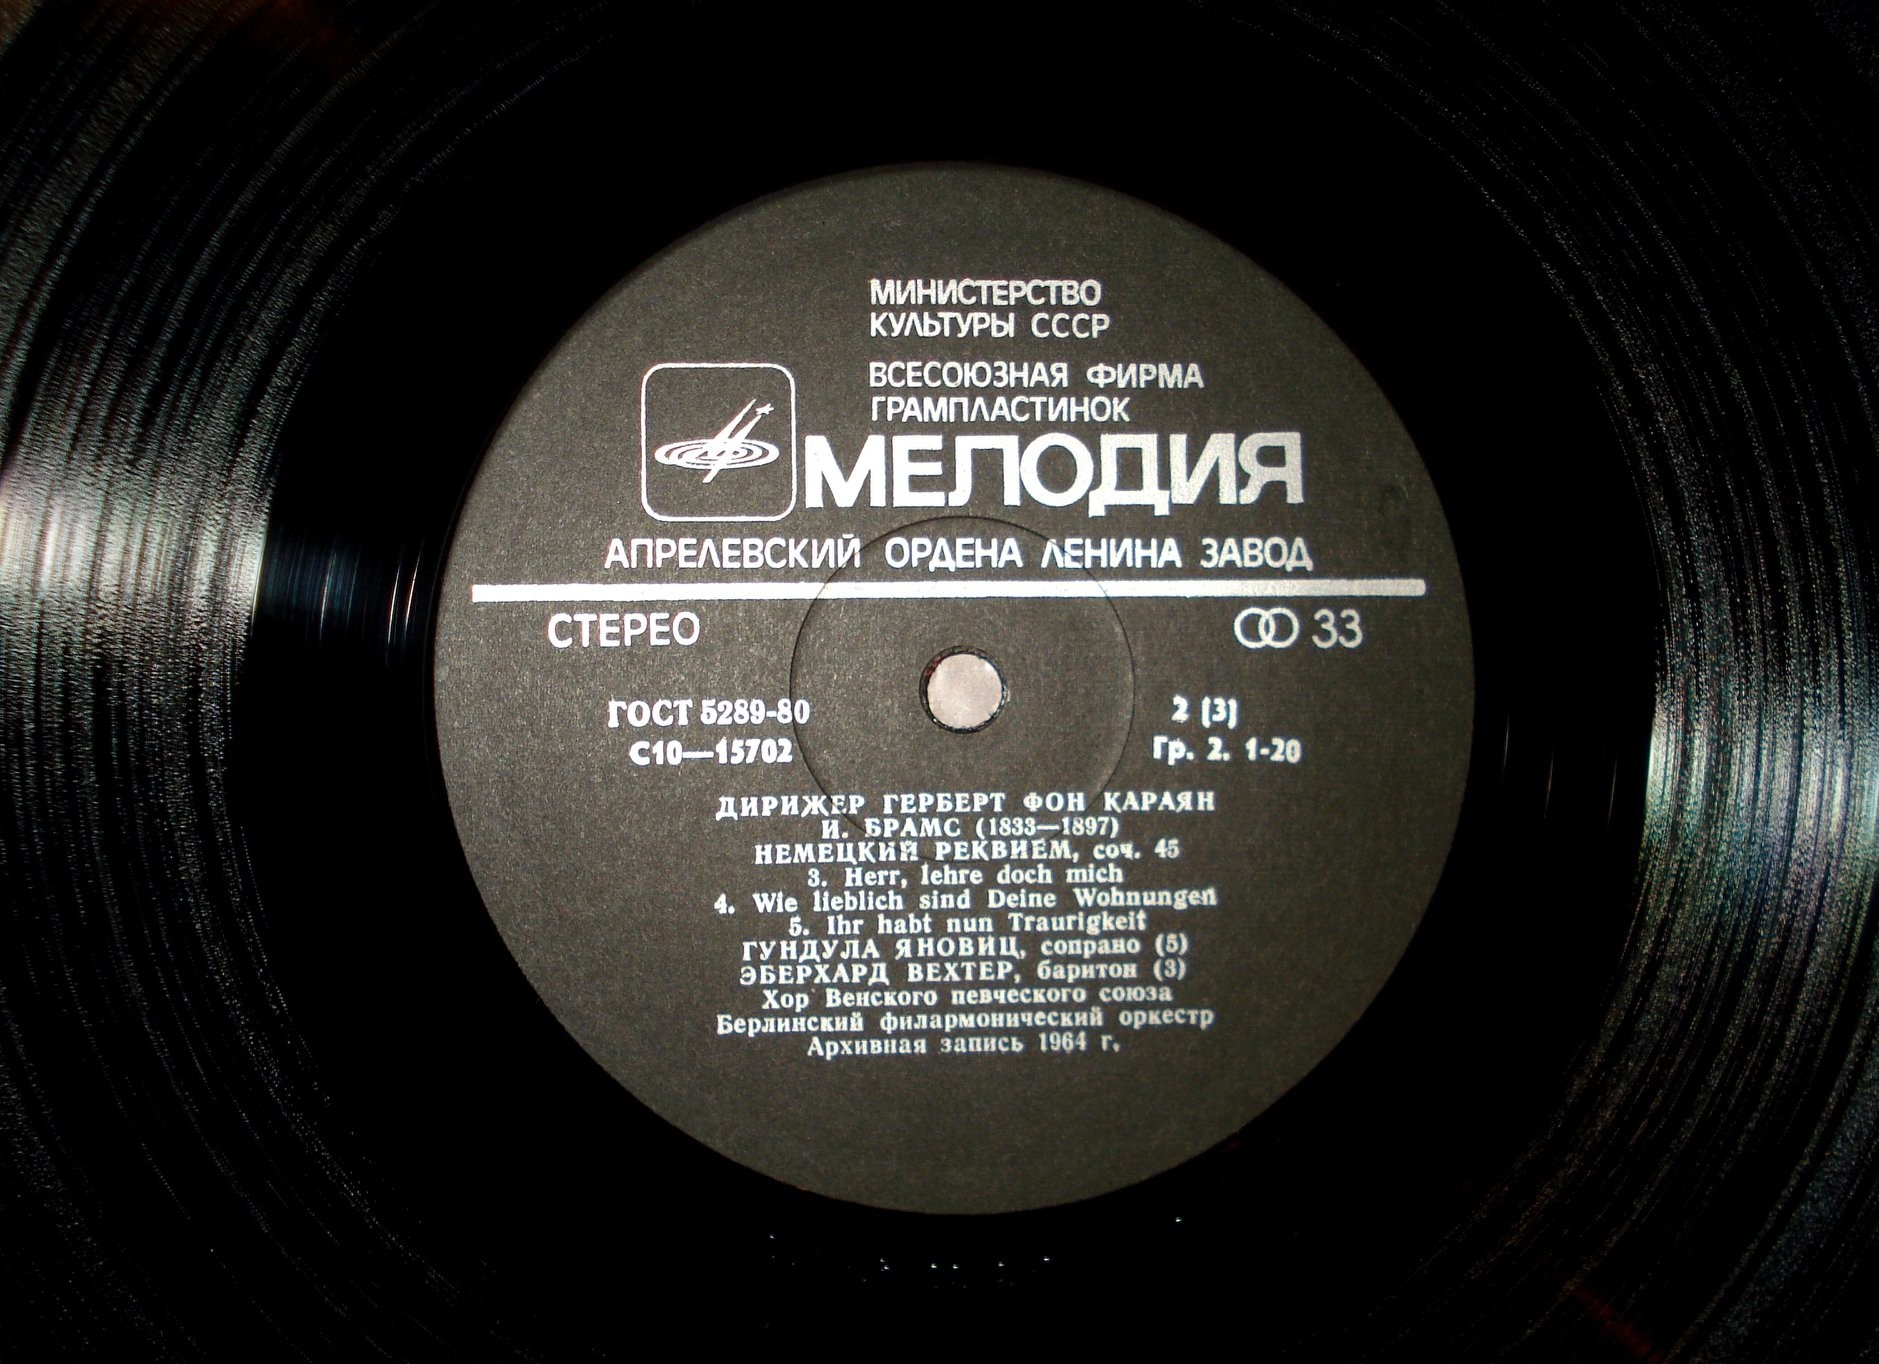 МИНИСТЕРСТВО
КУЛЬТУРЫ СССР
ВСЕСОЮЗНАЯ ФИРМА
ГРАМПЛАСТИНОК
МЕЛОДИЯ
АПРЕЛЕВСКИЙ ОРДЕНА ЛЕНИНА ЗАВОД
СТЕРЕО 33
ГОСТ 5289-80 2 (3)
С10—15702 Гр. 2. 1-20
ДИРИЖЕР ГЕРБЕРТ ФОН КАРАЯН
И. БРАМС (1833—1897)
НЕМЕЦКИЙ РЕКВИЕМ, соч. 45
3. Herr, lehre doch mich
4. Wie lieblich sind Deine Wohnungen
5. Ihr habt nun Traurigkeit
ГУНДУЛА ЯНОВИЦ, сопрано (5)
ЭБЕРХАРД ВЕХТЕР, баритон (3)
Хор Венского певческого союза
Берлинский филармонический оркестр
Архивная запись 1964 г.